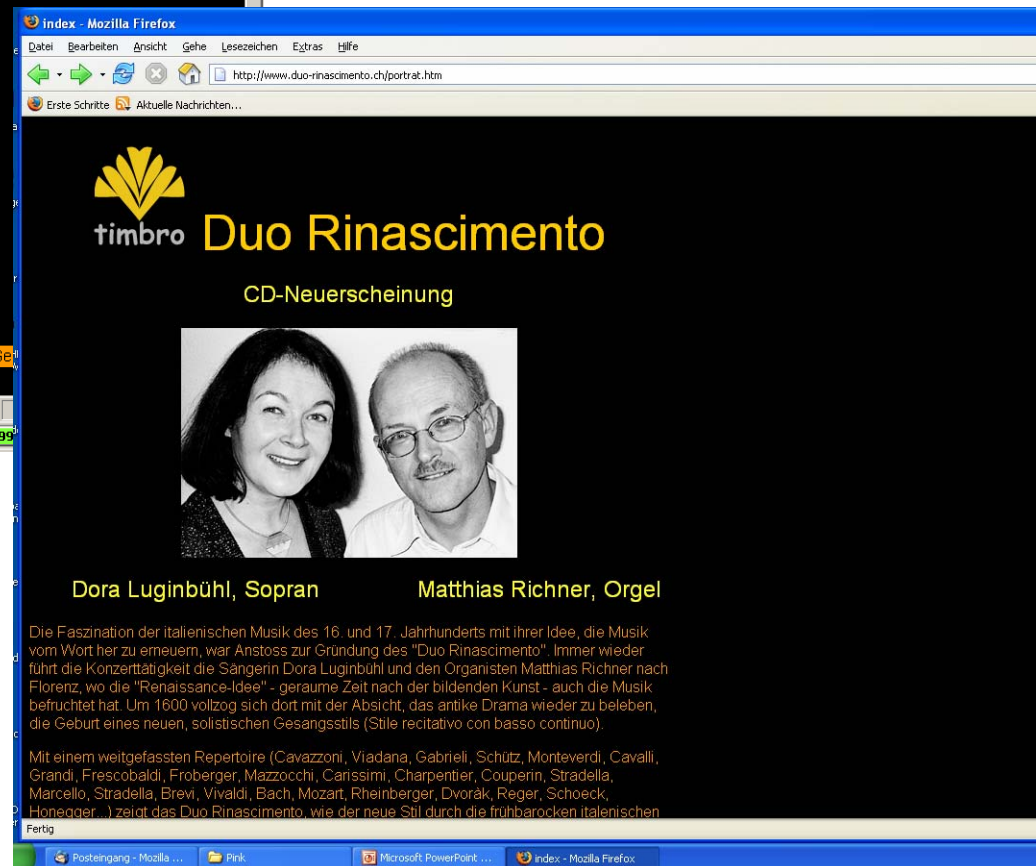 index - Mozilla Firefox
Datei Bearbeiten Ansicht Gehe Lesezeichen Extras Hilfe
http://www.duo-rinascimento.ch/portrat.htm
Erste Schritte Aktuelle Nachrichten...
timbro Duo Rinascimento
CD-Neuerscheinung
Dora Luginbühl, Sopran Matthias Richner, Orgel
Die Faszination der italienischen Musik des 16. und 17. Jahrhunderts mit ihrer Idee, die Musik
vom Wort her zu erneuern, war Anstoss zur Gründung des "Duo Rinascimento". Immer wieder
führt die Konzerttätigkeit die Sängerin Dora Luginbühl und den Organisten Matthias Richner nach
Florenz, wo die "Renaissance-Idee" - geraume Zeit nach der bildenden Kunst - auch die Musik
befruchtet hat. Um 1600 vollzog sich dort mit der Absicht, das antike Drama wieder zu beleben,
die Geburt eines neuen, solistischen Gesangsstils (Stile recitativo con basso continuo).
Mit einem weitgefassten Repertoire (Cavazzoni, Viadana, Gabrieli, Schütz, Monteverdi, Cavalli,
Grandi, Frescobaldi, Froberger, Mazzocchi, Carissimi, Charpentier, Couperin, Stradella,
Marcello, Stradella, Brevi, Vivaldi, Bach, Mozart, Rheinberger, Dvoràk, Reger, Schoeck,
Honegger...) zeigt das Duo Rinascimento, wie der neue Stil durch die frühbarocken italenischen
Fertig
Posteingang - Mozilla ... Pink Microsoft PowerPoint ... index - Mozilla Firefox